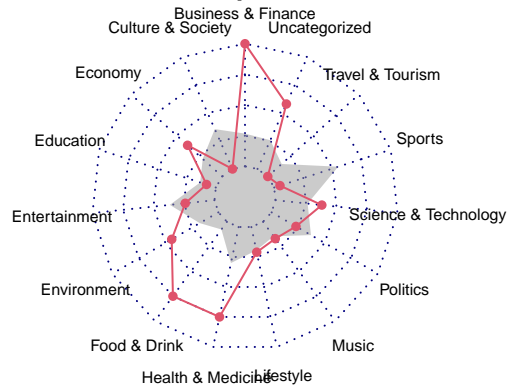 Business & Finance
Culture & Society
Uncategorized
Economy
Travel & Tourism
Education
Sports
Entertainment
Science & Technology
Environment
Politics
Food & Drink
Music
Health & Medicine
Lifestyle